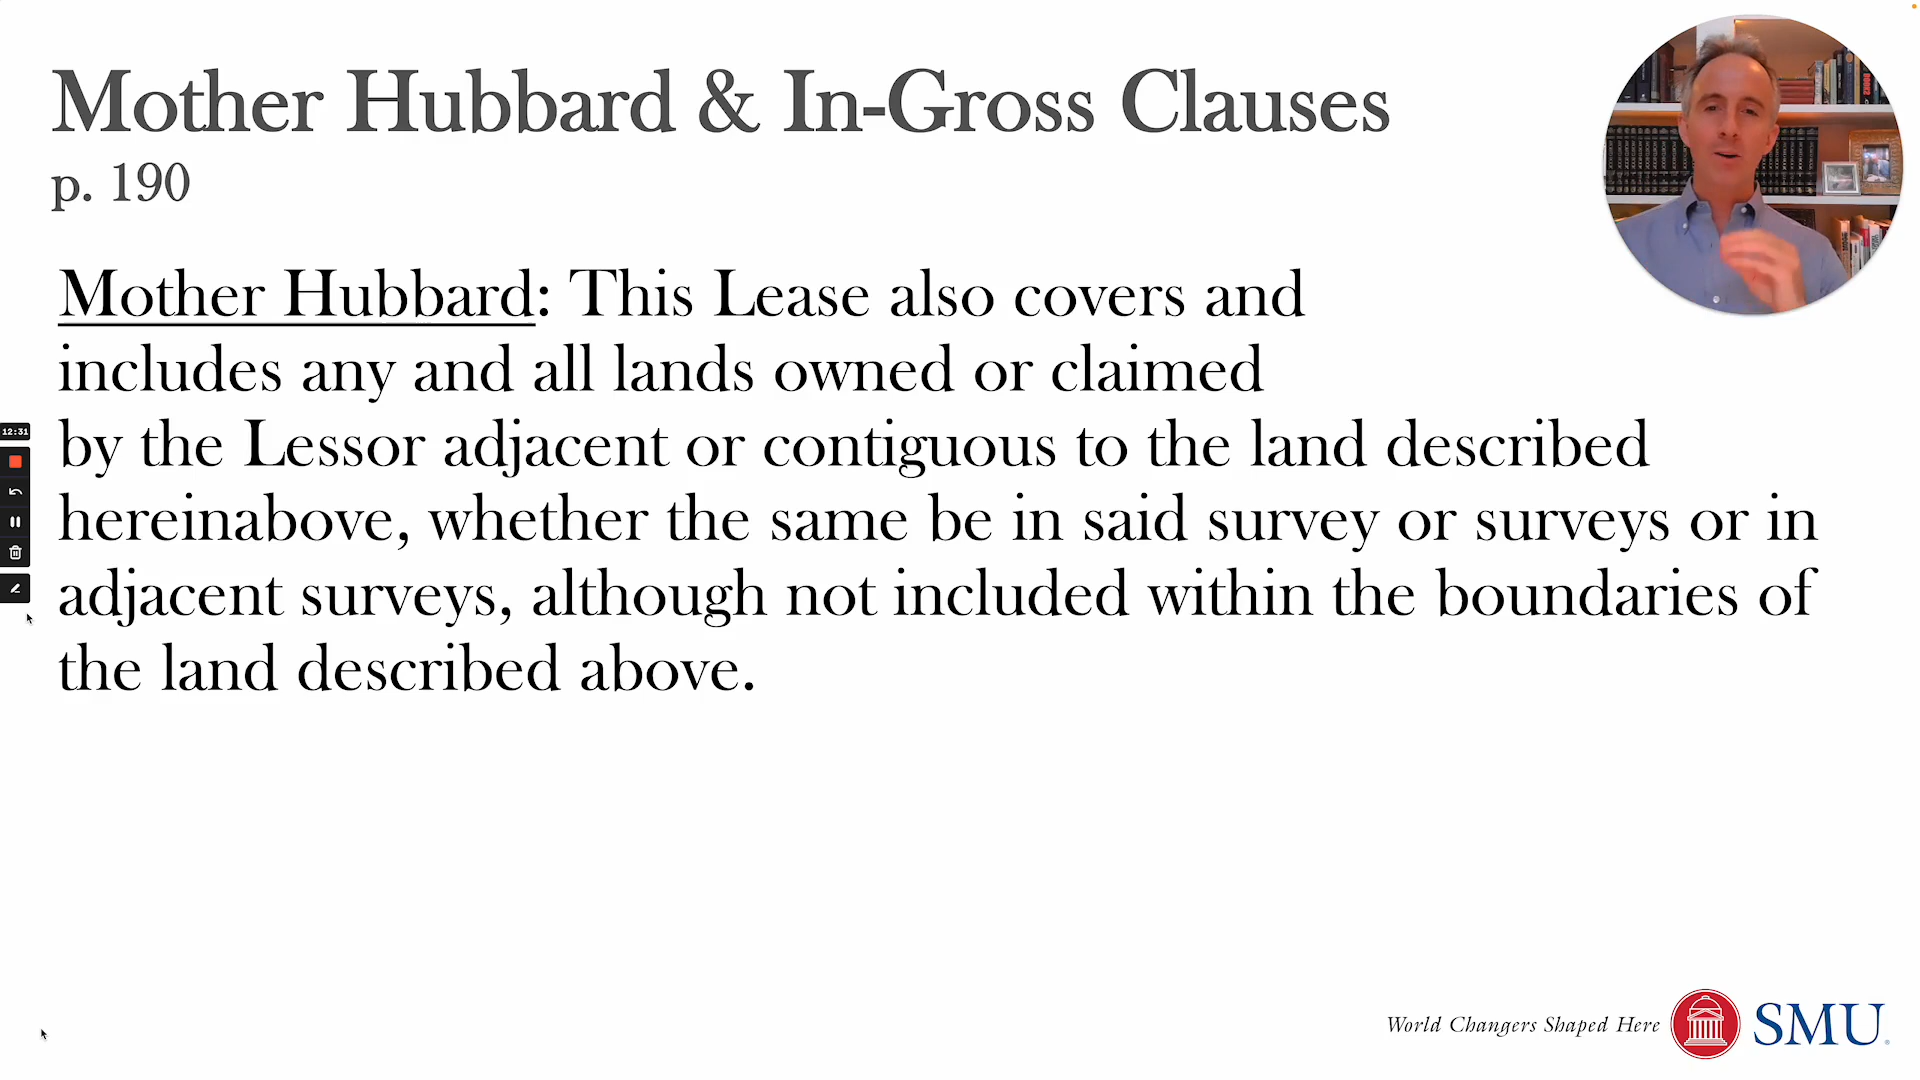 Mother Hubbard & In-Gross Clauses
p. 190
Mother Hubbard: This Lease also covers and
includes any and all lands owned or claimed
by the Lessor adjacent or contiguous to the land described
hereinabove, whether the same be in said survey or surveys or in
adjacent surveys, although not included within the boundaries of
the land described above.
12:31
World Changers Shaped Here
SMU